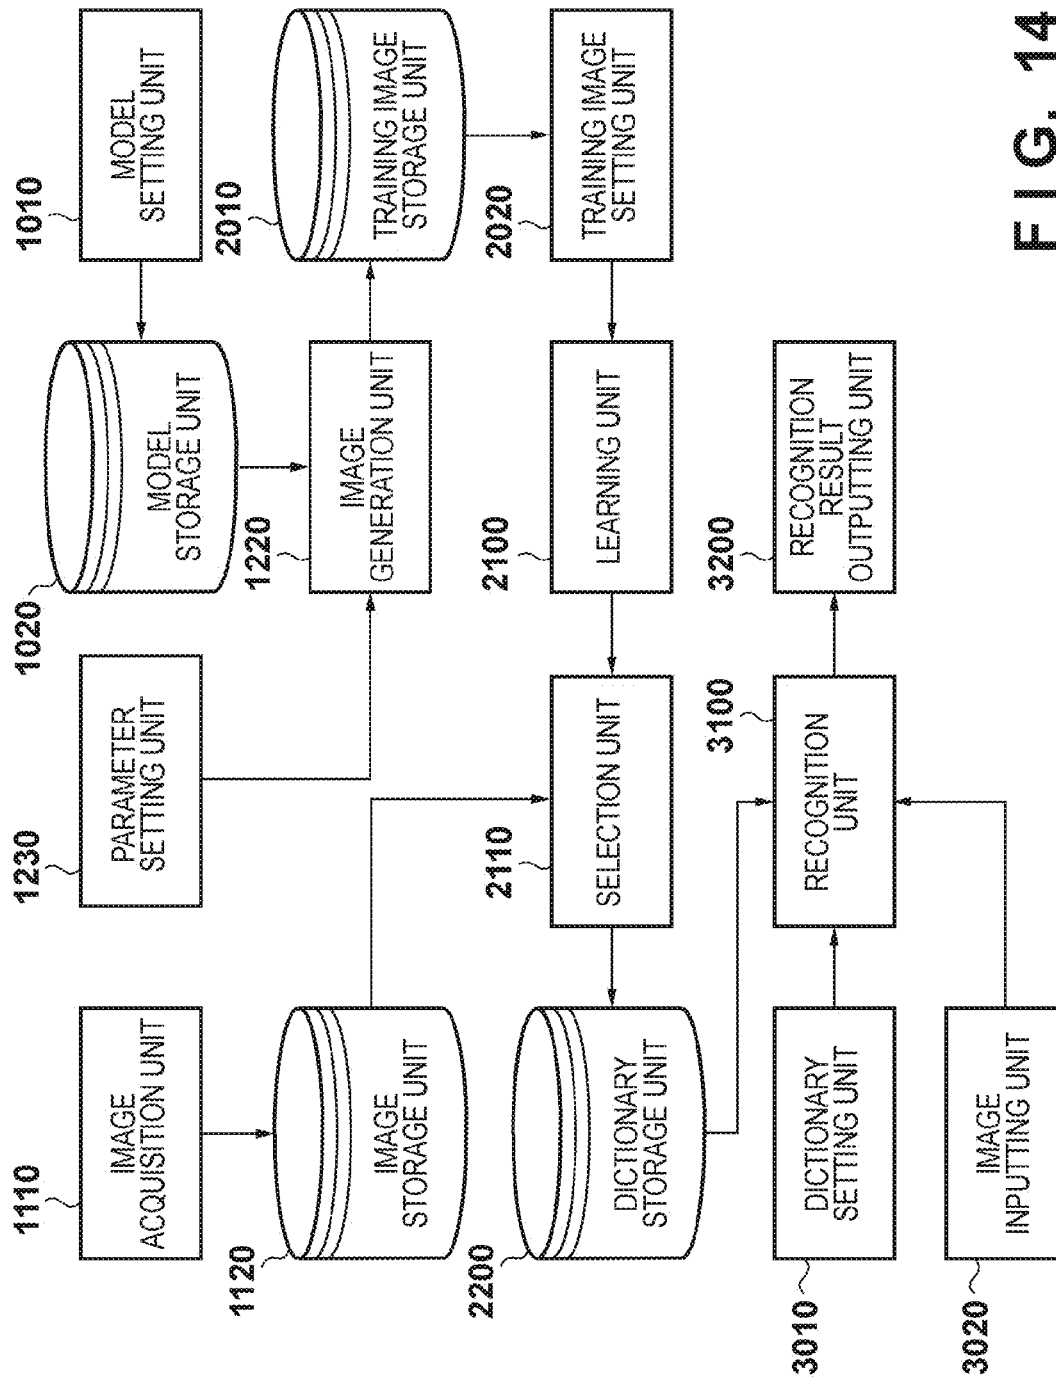 1110
IMAGE
ACQUISITION UNIT
1230
PARAMETER
SETTING UNIT
1020
MODEL
STORAGE UNIT
1010
MODEL
SETTING UNIT
1120
IMAGE
STORAGE UNIT
1220
IMAGE
GENERATION UNIT
2010
TRAINING IMAGE
STORAGE UNIT
2200
DICTIONARY
STORAGE UNIT
2110
SELECTION UNIT
2100
LEARNING UNIT
2020
TRAINING IMAGE
SETTING UNIT
3010
DICTIONARY
SETTING UNIT
3100
RECOGNITION
UNIT
3200
RECOGNITION
RESULT
OUTPUTTING UNIT
3020
IMAGE
INPUTTING UNIT
FIG. 14